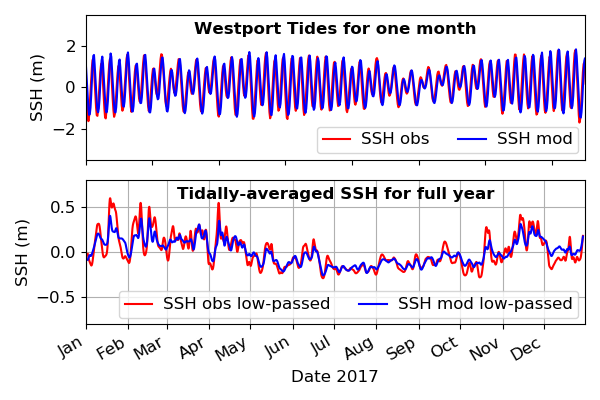 Westport Tides for one month
SSH (m)
2
0
−2
SSH obs SSH mod
Tidally-averaged SSH for full year
SSH (m)
0.5
0.0
−0.5
SSH obs low-passed SSH mod low-passed
Jan Feb Mar Apr May Jun Jul Aug Sep Oct Nov Dec
Date 2017